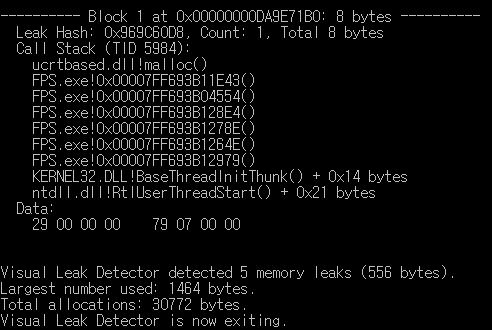 ---------- Block 1 at 0x00000000DA9E71B0: 8 bytes ----------
Leak Hash: 0x969C60D8, Count: 1, Total 8 bytes
Call Stack (TID 5984):
ucrtbased.dll!malloc()
FPS.exe!0x00007FF693B11E43()
FPS.exe!0x00007FF693B04554()
FPS.exe!0x00007FF693B128E4()
FPS.exe!0x00007FF693B1278E()
FPS.exe!0x00007FF693B1264E()
FPS.exe!0x00007FF693B12979()
KERNEL32.DLL!BaseThreadInitThunk() + 0x14 bytes
ntdll.dll!RtlUserThreadStart() + 0x21 bytes
Data:
29 00 00 00    79 07 00 00
Visual Leak Detector detected 5 memory leaks (556 bytes).
Largest number used: 1464 bytes.
Total allocations: 30772 bytes.
Visual Leak Detector is now exiting.